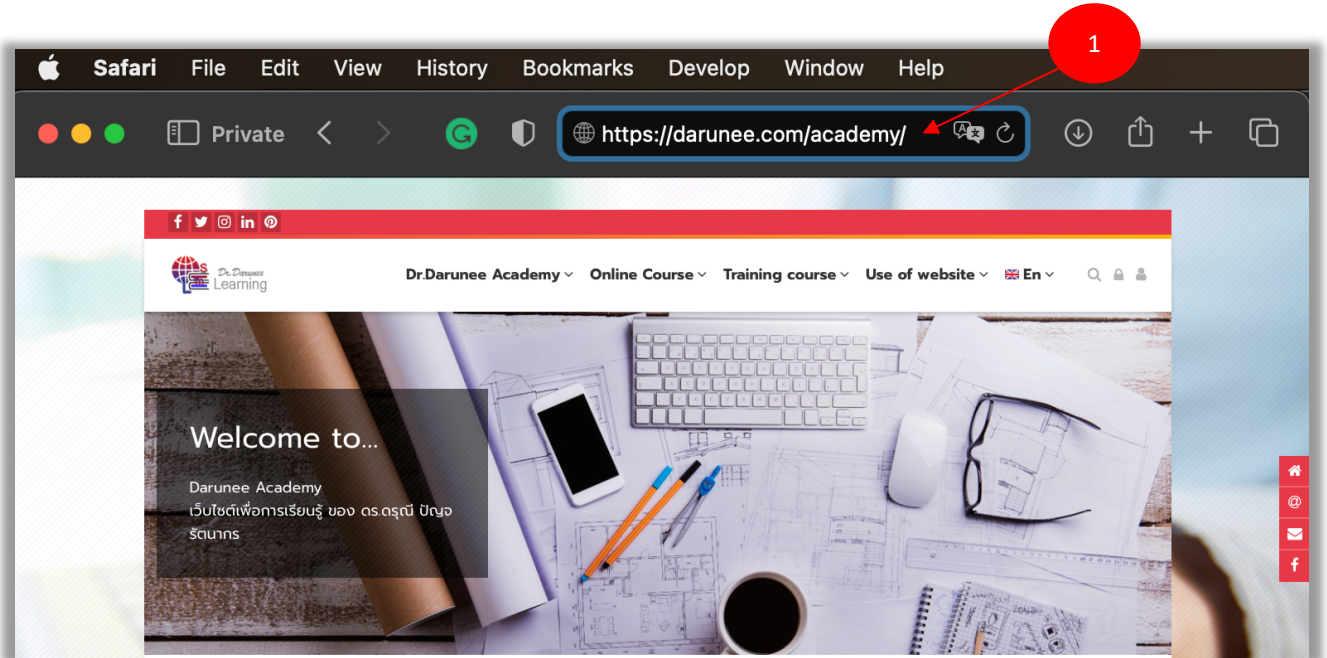 1
Safari File Edit View History Bookmarks Develop Window Help
Private https://darunee.com/academy/
Dr.Darunee
Learning
Dr.Darunee Academy Online Course Training course Use of website En
Welcome to...
Darunee Academy
เว็บไซต์เพื่อการเรียนรู้ ของ ดร.ดรุณี ปัญจ
รัตนากร